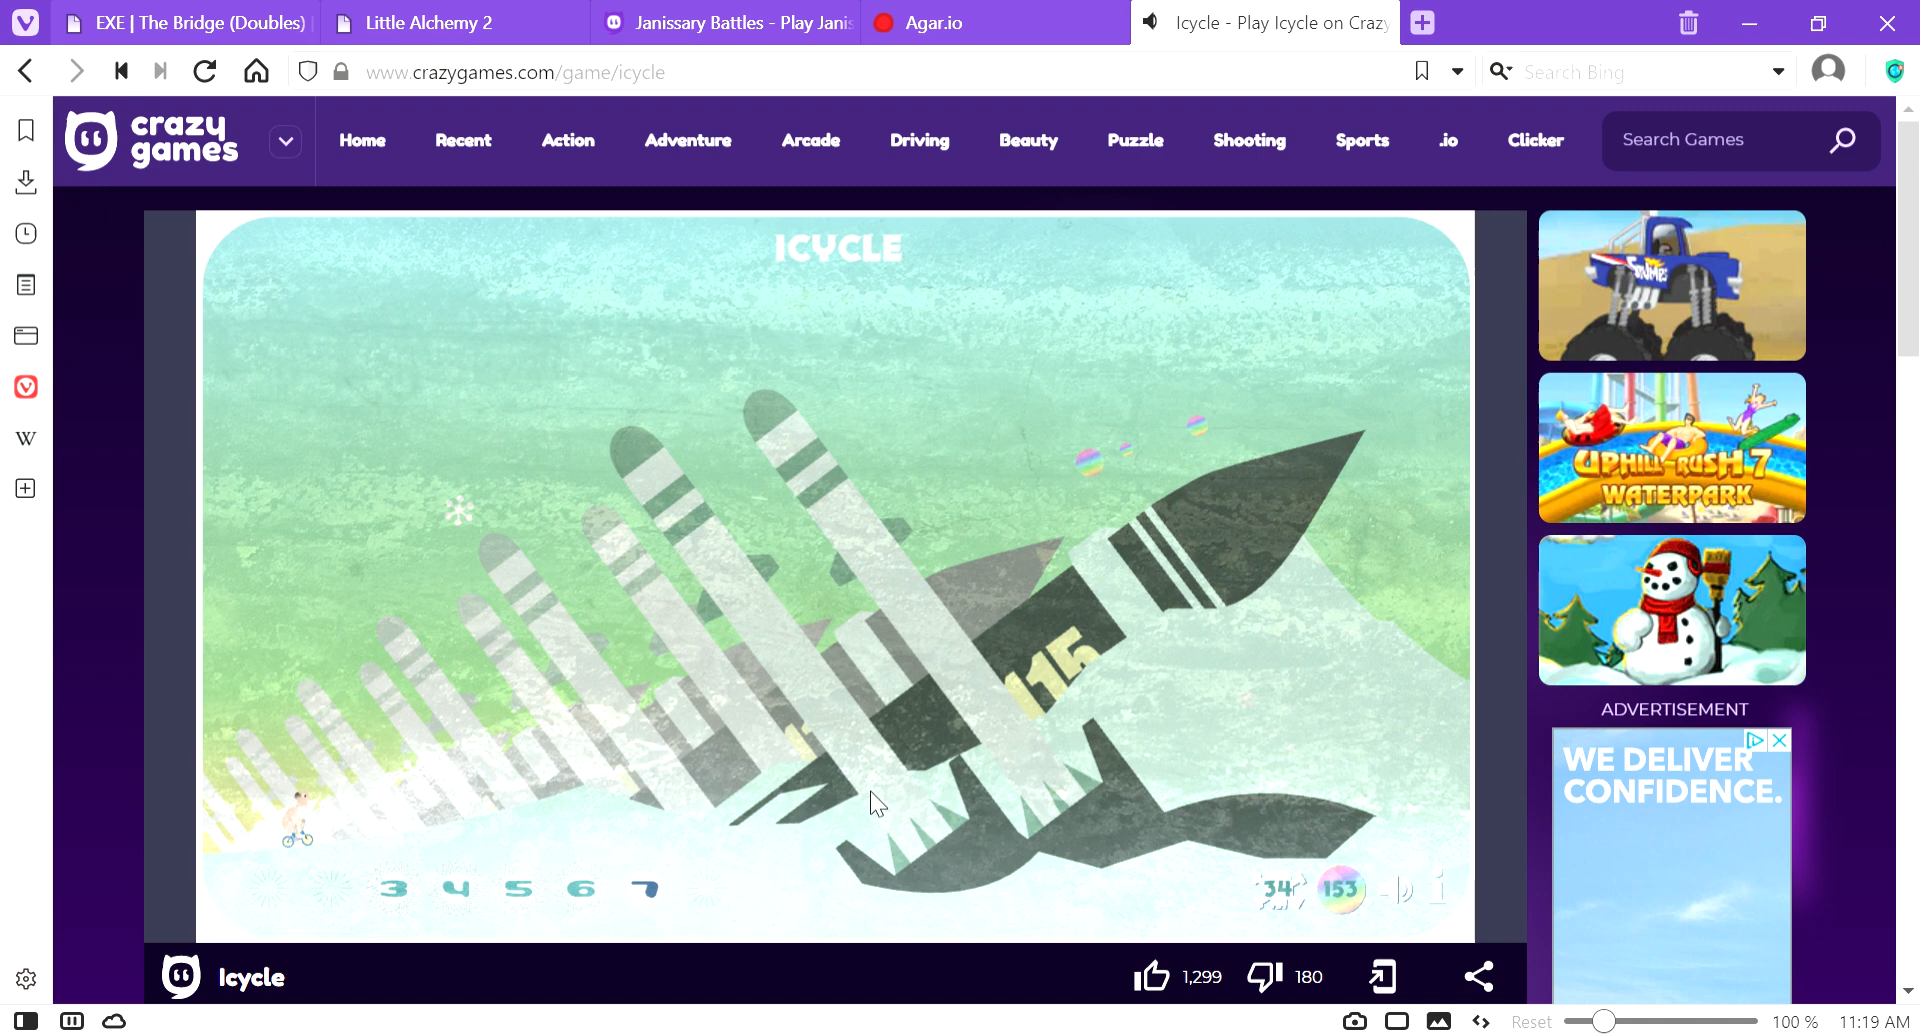 EXE | The Bridge (Doubles) |
Little Alchemy 2
Janissary Battles - Play Janis
Agar.io
Icycle - Play Icycle on Crazy
www.crazygames.com/game/icycle
Search Bing
crazy games
Home
Recent
Action
Adventure
Arcade
Driving
Beauty
Puzzle
Shooting
Sports
.io
Clicker
Search Games
ICYCLE
115
3 4 5 6 7
34
153
UPHILL RUSH 7
WATERPARK
ADVERTISEMENT
WE DELIVER
CONFIDENCE.
Icycle
1,299
180
W
Reset
100 %
11:19 AM